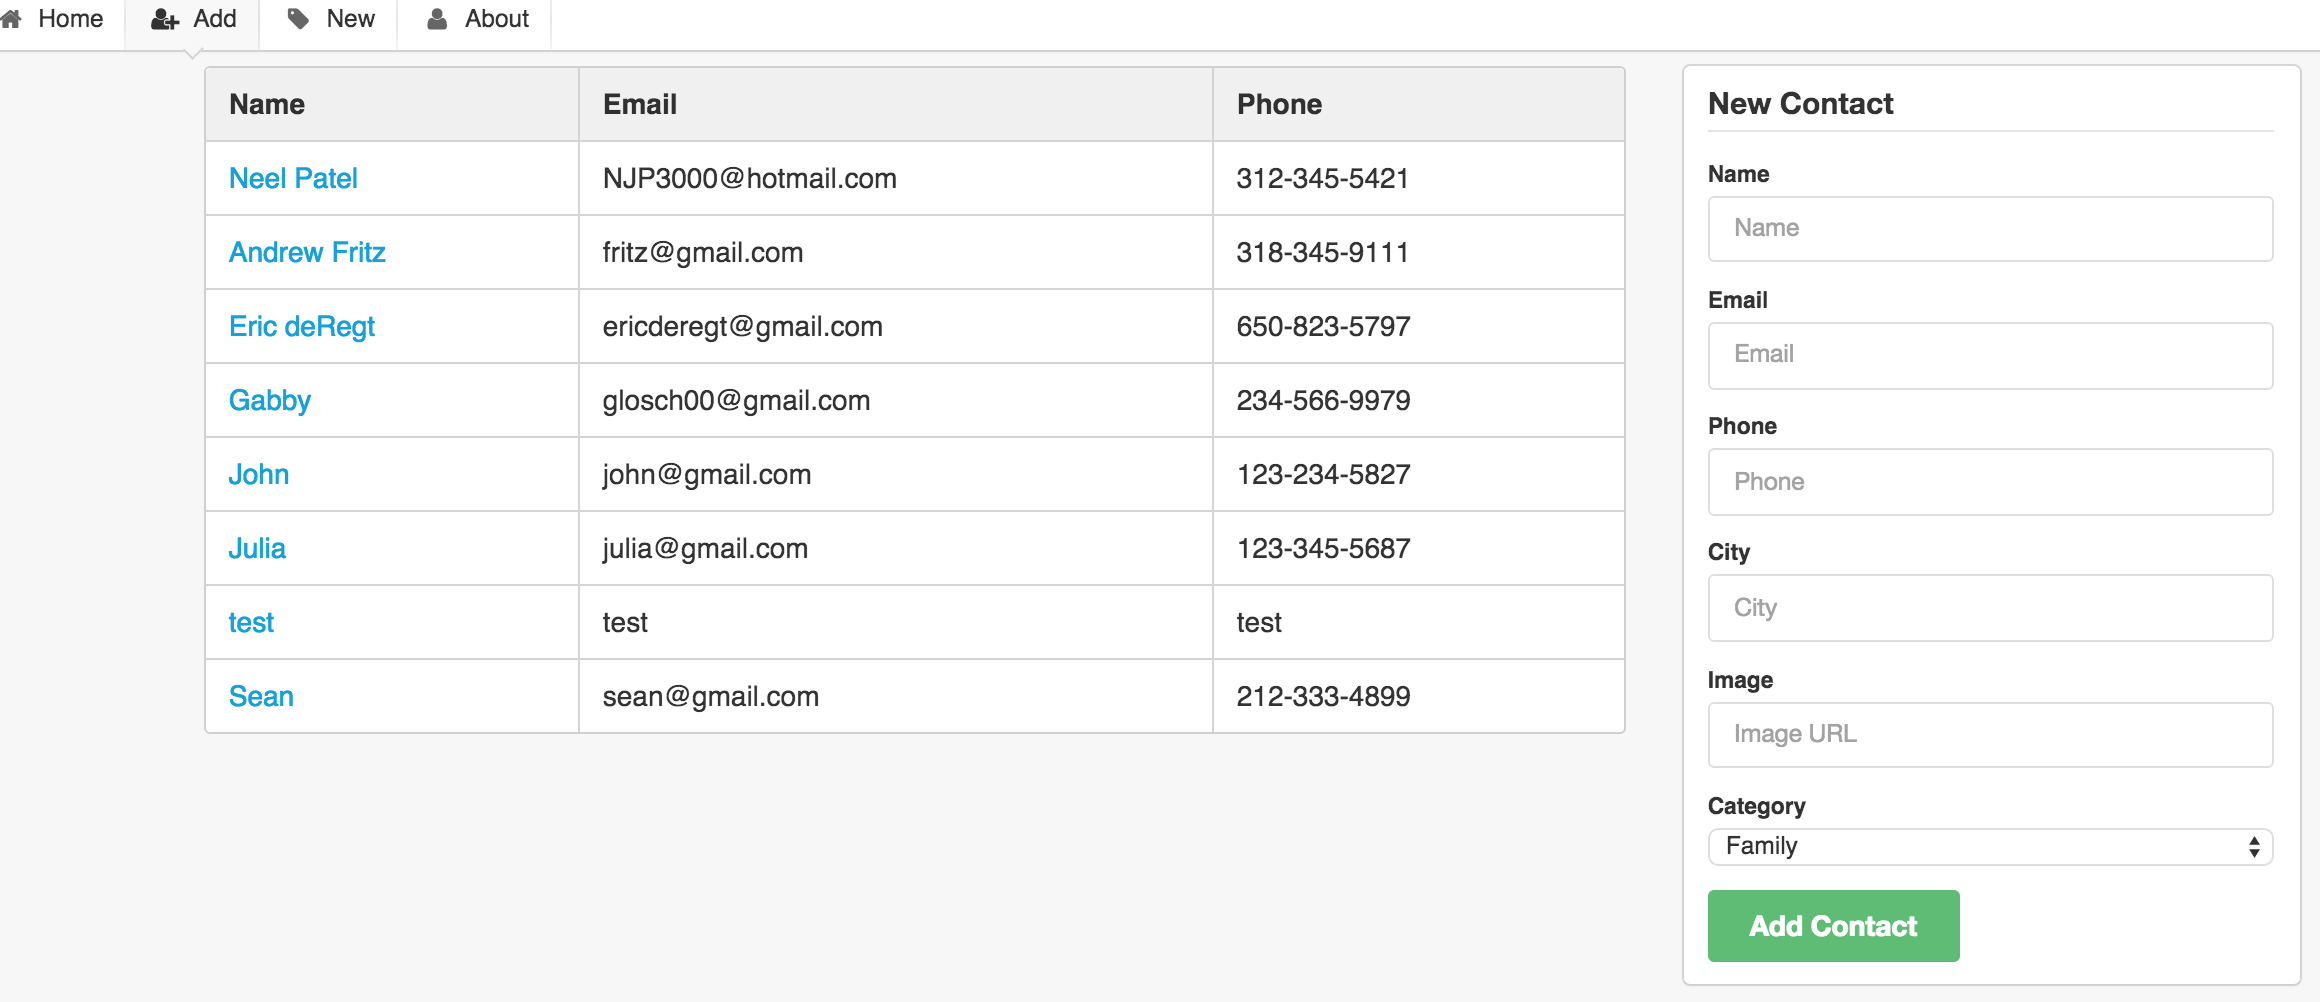 Home Add New About
Name Email Phone
Neel Patel NJP3000@hotmail.com 312-345-5421
Andrew Fritz fritz@gmail.com 318-345-9111
Eric deRegt ericderegt@gmail.com 650-823-5797
Gabby glosch00@gmail.com 234-566-9979
John john@gmail.com 123-234-5827
Julia julia@gmail.com 123-345-5687
test test test
Sean sean@gmail.com 212-333-4899
New Contact
Name
Name
Email
Email
Phone
Phone
City
City
Image
Image URL
Category
Family
Add Contact